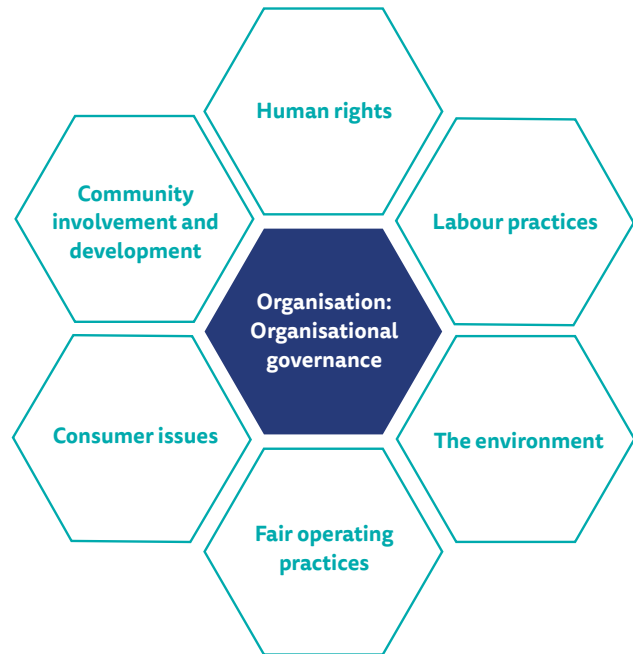 Human rights
Community
involvement and
development
Labour practices
Organisation:
Organisational
governance
Consumer issues
The environment
Fair operating
practices